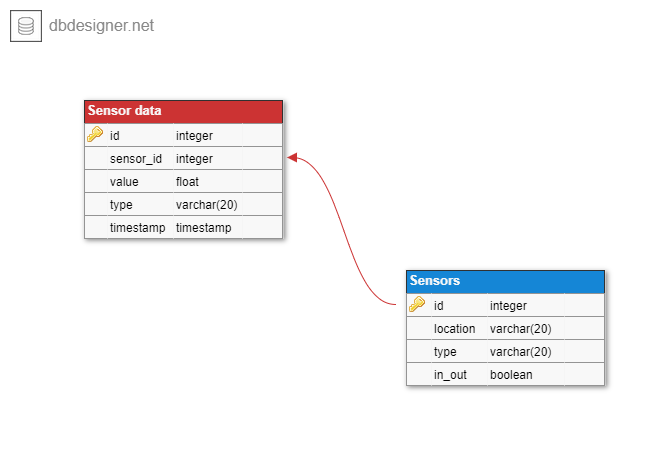 dbdesigner.net
Sensor data
id integer
sensor_id integer
value float
type varchar(20)
timestamp timestamp
Sensors
id integer
location varchar(20)
type varchar(20)
in_out boolean